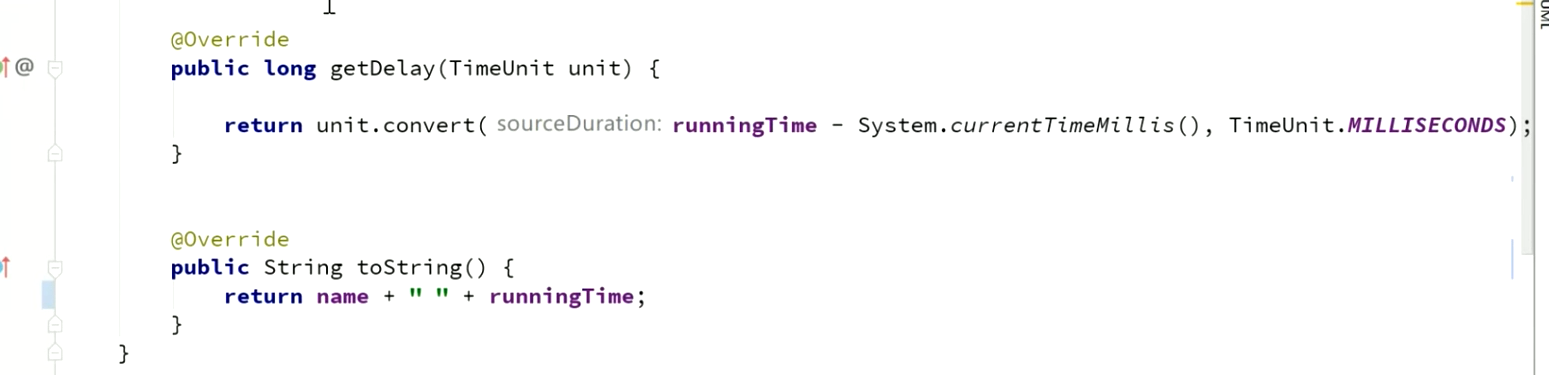 @Override
@
public long getDelay(TimeUnit unit) {
return unit.convert( sourceDuration: runningTime - System.currentTimeMillis(), TimeUnit.MILLISECONDS);
}
@Override
public String toString() {
return name + " " + runningTime;
}
}